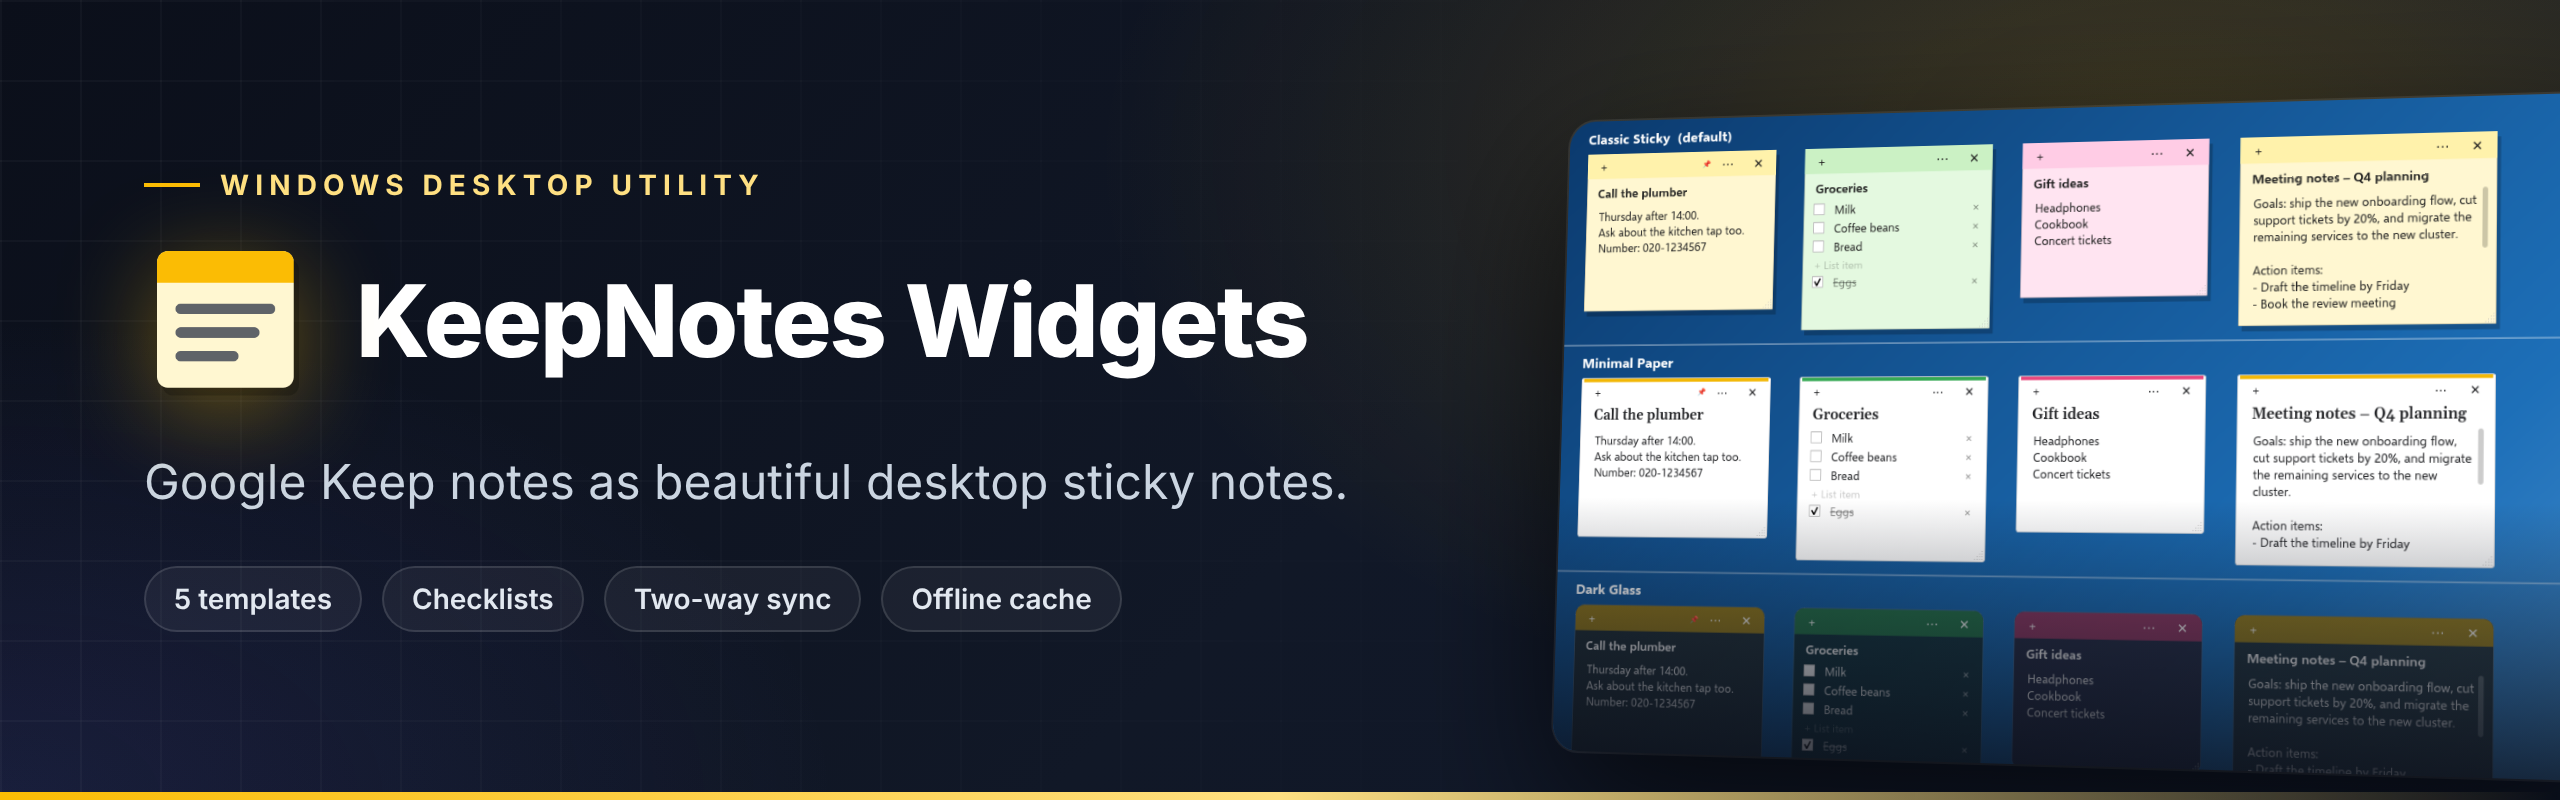 WINDOWS DESKTOP UTILITY
KeepNotes Widgets
Google Keep notes as beautiful desktop sticky notes.
5 templates
Checklists
Two-way sync
Offline cache
Classic Sticky (default)
Call the plumber
Thursday after 14:00.
Ask about the kitchen tap too.
Number: 020-1234567
Groceries
Milk
Coffee beans
Bread
+ List item
Eggs
Gift ideas
Headphones
Cookbook
Concert tickets
Meeting notes – Q4 planning
Goals: ship the new onboarding flow, cut
support tickets by 20%, and migrate the
remaining services to the new cluster.
Action items:
- Draft the timeline by Friday
- Book the review meeting
Minimal Paper
Call the plumber
Thursday after 14:00.
Ask about the kitchen tap too.
Number: 020-1234567
Groceries
Milk
Coffee beans
Bread
+ List item
Eggs
Gift ideas
Headphones
Cookbook
Concert tickets
Meeting notes – Q4 planning
Goals: ship the new onboarding flow,
cut support tickets by 20%, and migrate
the remaining services to the new
cluster.
Action items:
- Draft the timeline by Friday
Dark Glass
Call the plumber
Thursday after 14:00.
Ask about the kitchen tap too.
Number: 020-1234567
Groceries
Milk
Coffee beans
Bread
+ List item
Eggs
Gift ideas
Headphones
Cookbook
Concert tickets
Meeting notes – Q4 planning
Goals: ship the new onboarding flow, cut
support tickets by 20%, and migrate the
remaining services to the new cluster.
Action items:
- Draft the timeline by Friday